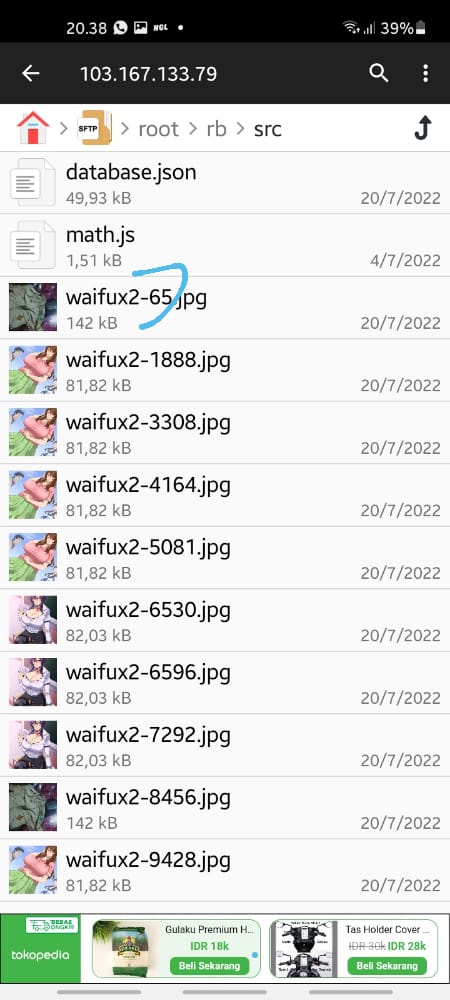 20.38 NGL 39%
103.167.133.79
SFTP root rb src
database.json
49,93 kB 20/7/2022
math.js
1,51 kB 4/7/2022
waifux2-65.jpg
142 kB 20/7/2022
waifux2-1888.jpg
81,82 kB 20/7/2022
waifux2-3308.jpg
81,82 kB 20/7/2022
waifux2-4164.jpg
81,82 kB 20/7/2022
waifux2-5081.jpg
81,82 kB 20/7/2022
waifux2-6530.jpg
82,03 kB 20/7/2022
waifux2-6596.jpg
82,03 kB 20/7/2022
waifux2-7292.jpg
82,03 kB 20/7/2022
waifux2-8456.jpg
142 kB 20/7/2022
waifux2-9428.jpg
81,82 kB 20/7/2022
BEBAS ONGKIR
tokopedia
Gulaku Premium H...
IDR 18k
Beli Sekarang
Tas Holder Cover ...
IDR 30k IDR 28k
Beli Sekarang